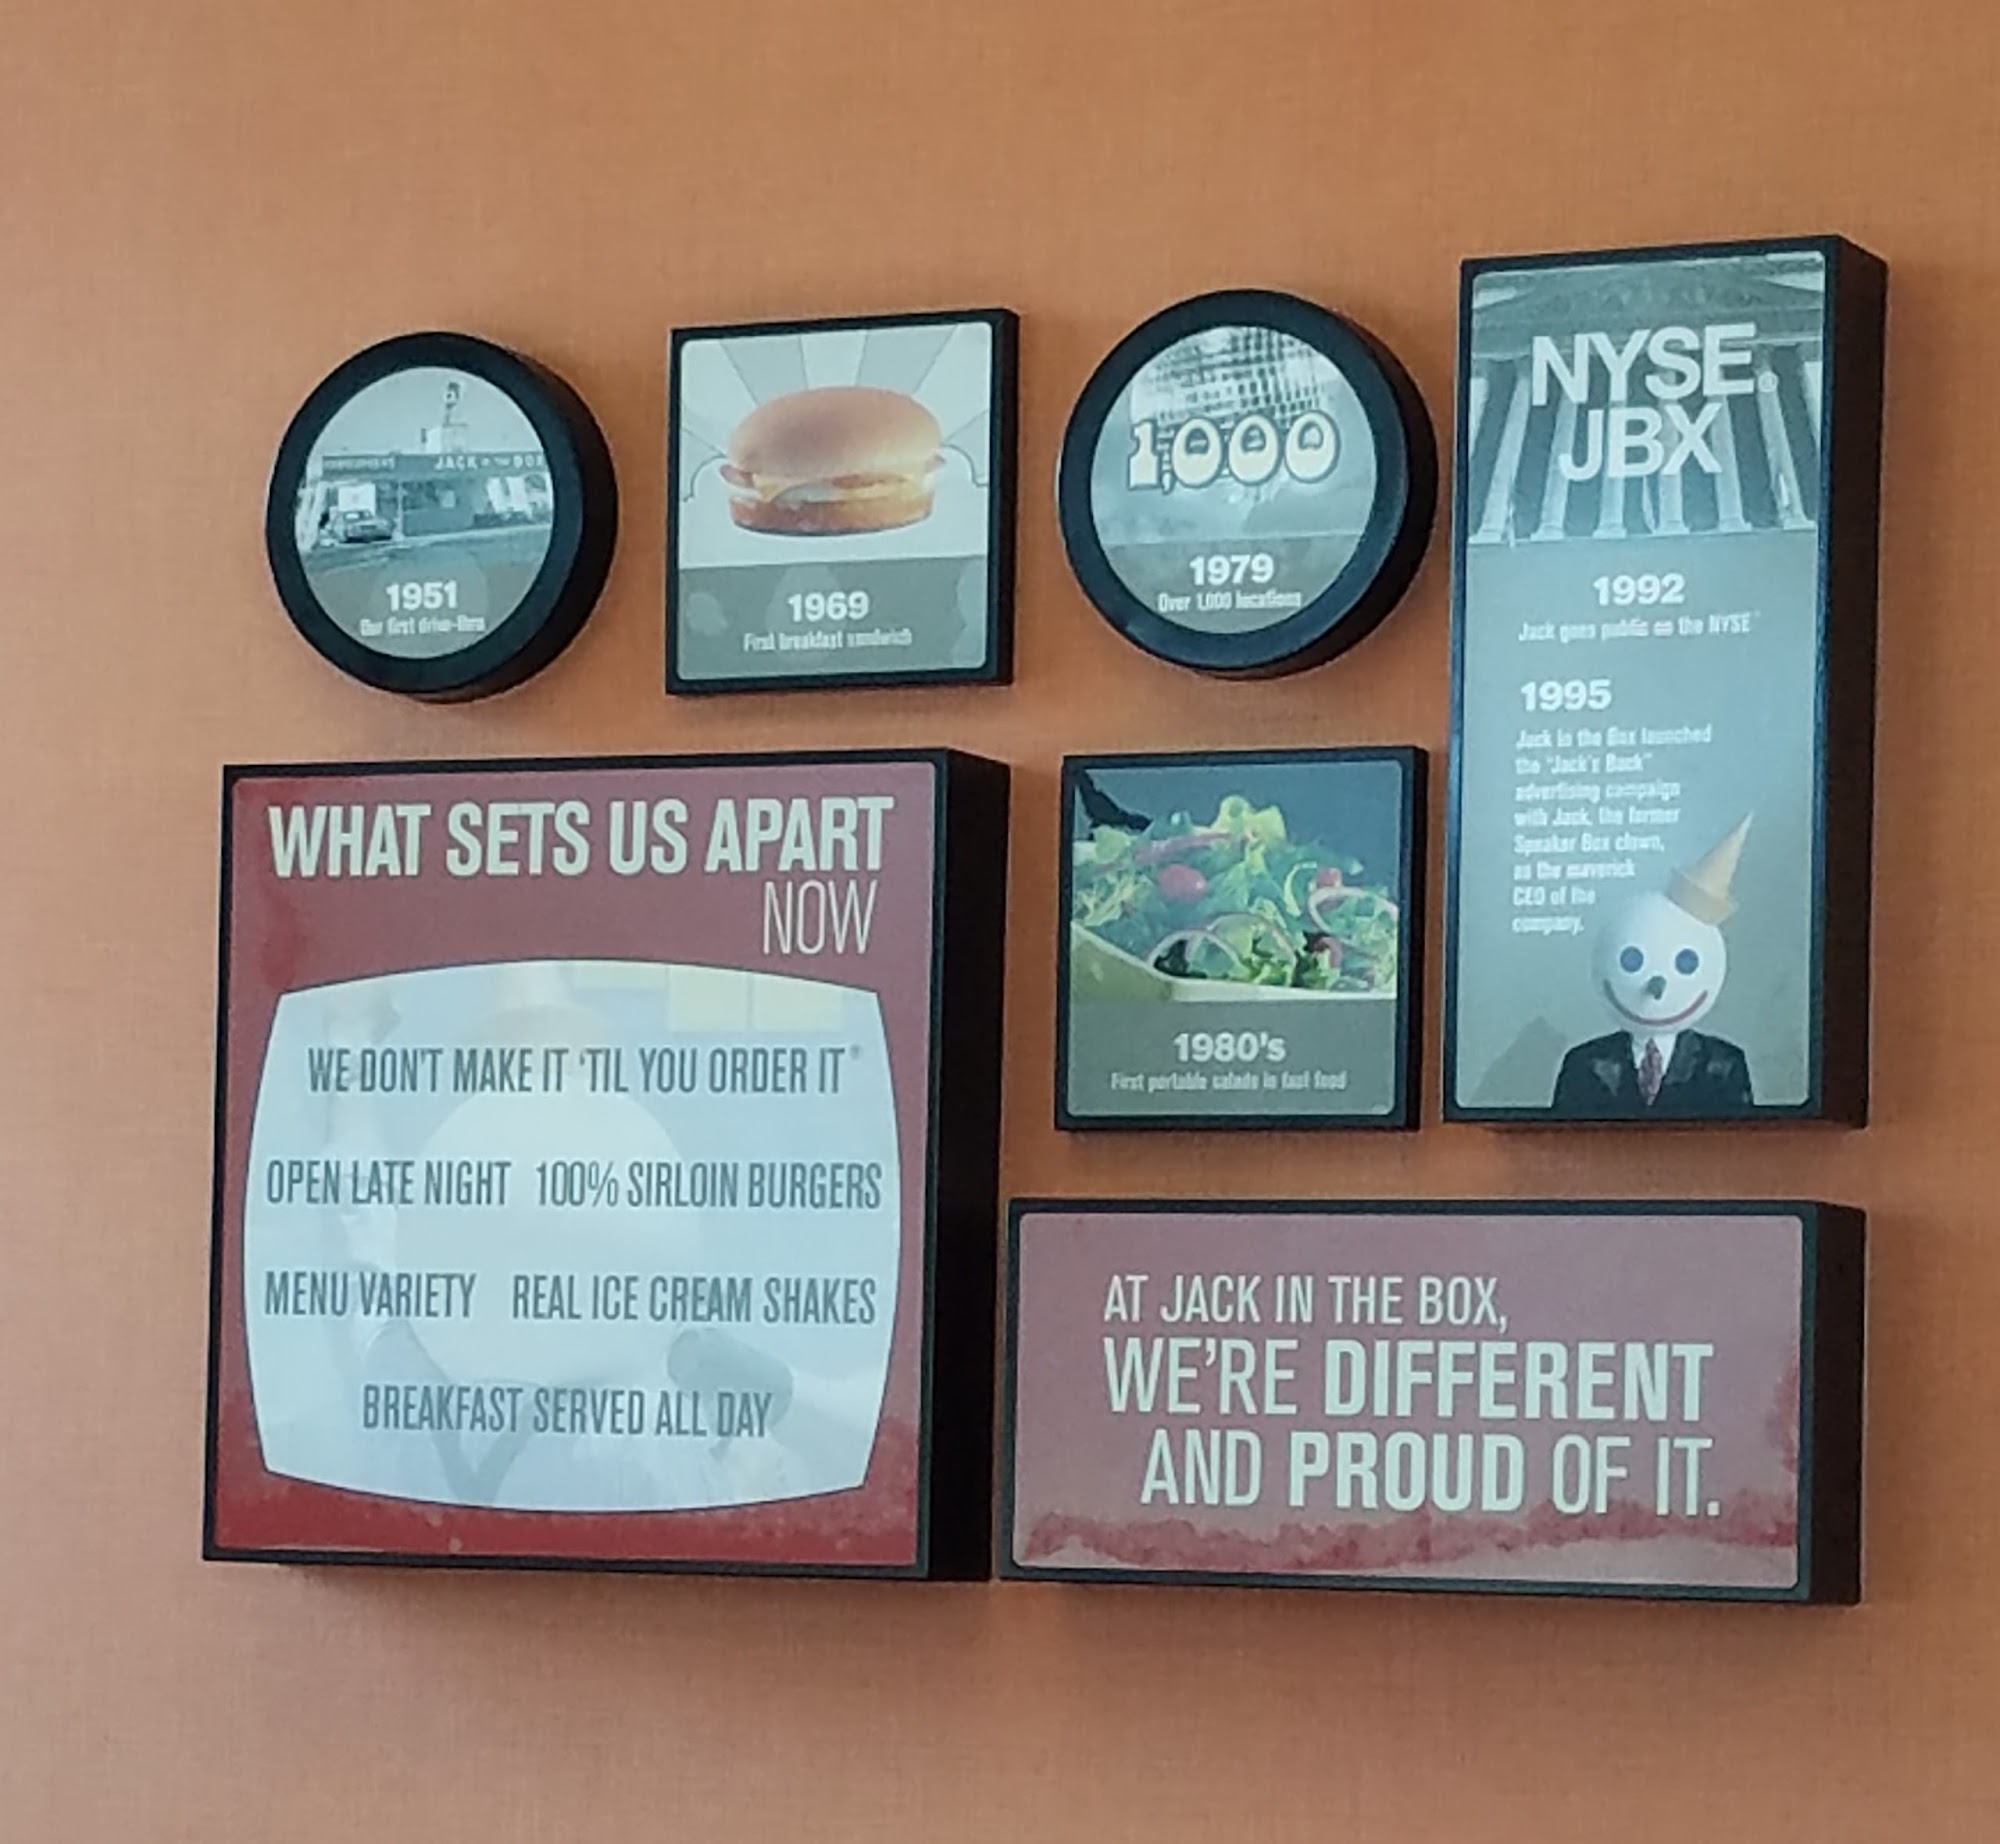 JACK IN THE BOX
1951
Our first drive-thru
1969
First breakfast sandwich
1,000
1979
Over 1,000 locations
NYSE.
JBX
1992
Jack goes public on the NYSE
1995
Jack in the Box launched
the "Jack's Back"
advertising campaign
with Jack, the former
Speaker Box clown,
as the maverick
CEO of the
company.
WHAT SETS US APART
NOW
WE DON'T MAKE IT 'TIL YOU ORDER IT®
OPEN LATE NIGHT 100% SIRLOIN BURGERS
MENU VARIETY REAL ICE CREAM SHAKES
BREAKFAST SERVED ALL DAY
1980's
First portable salads in fast food
AT JACK IN THE BOX,
WE'RE DIFFERENT
AND PROUD OF IT.